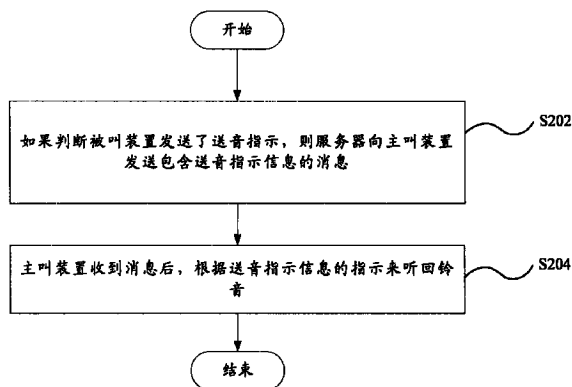 开始
如果判断被叫装置发送了送音指示，则服务器向主叫装置
发送包含送音指示信息的消息
S202
主叫装置收到消息后，根据送音指示信息的指示来听回铃
音
S204
结束